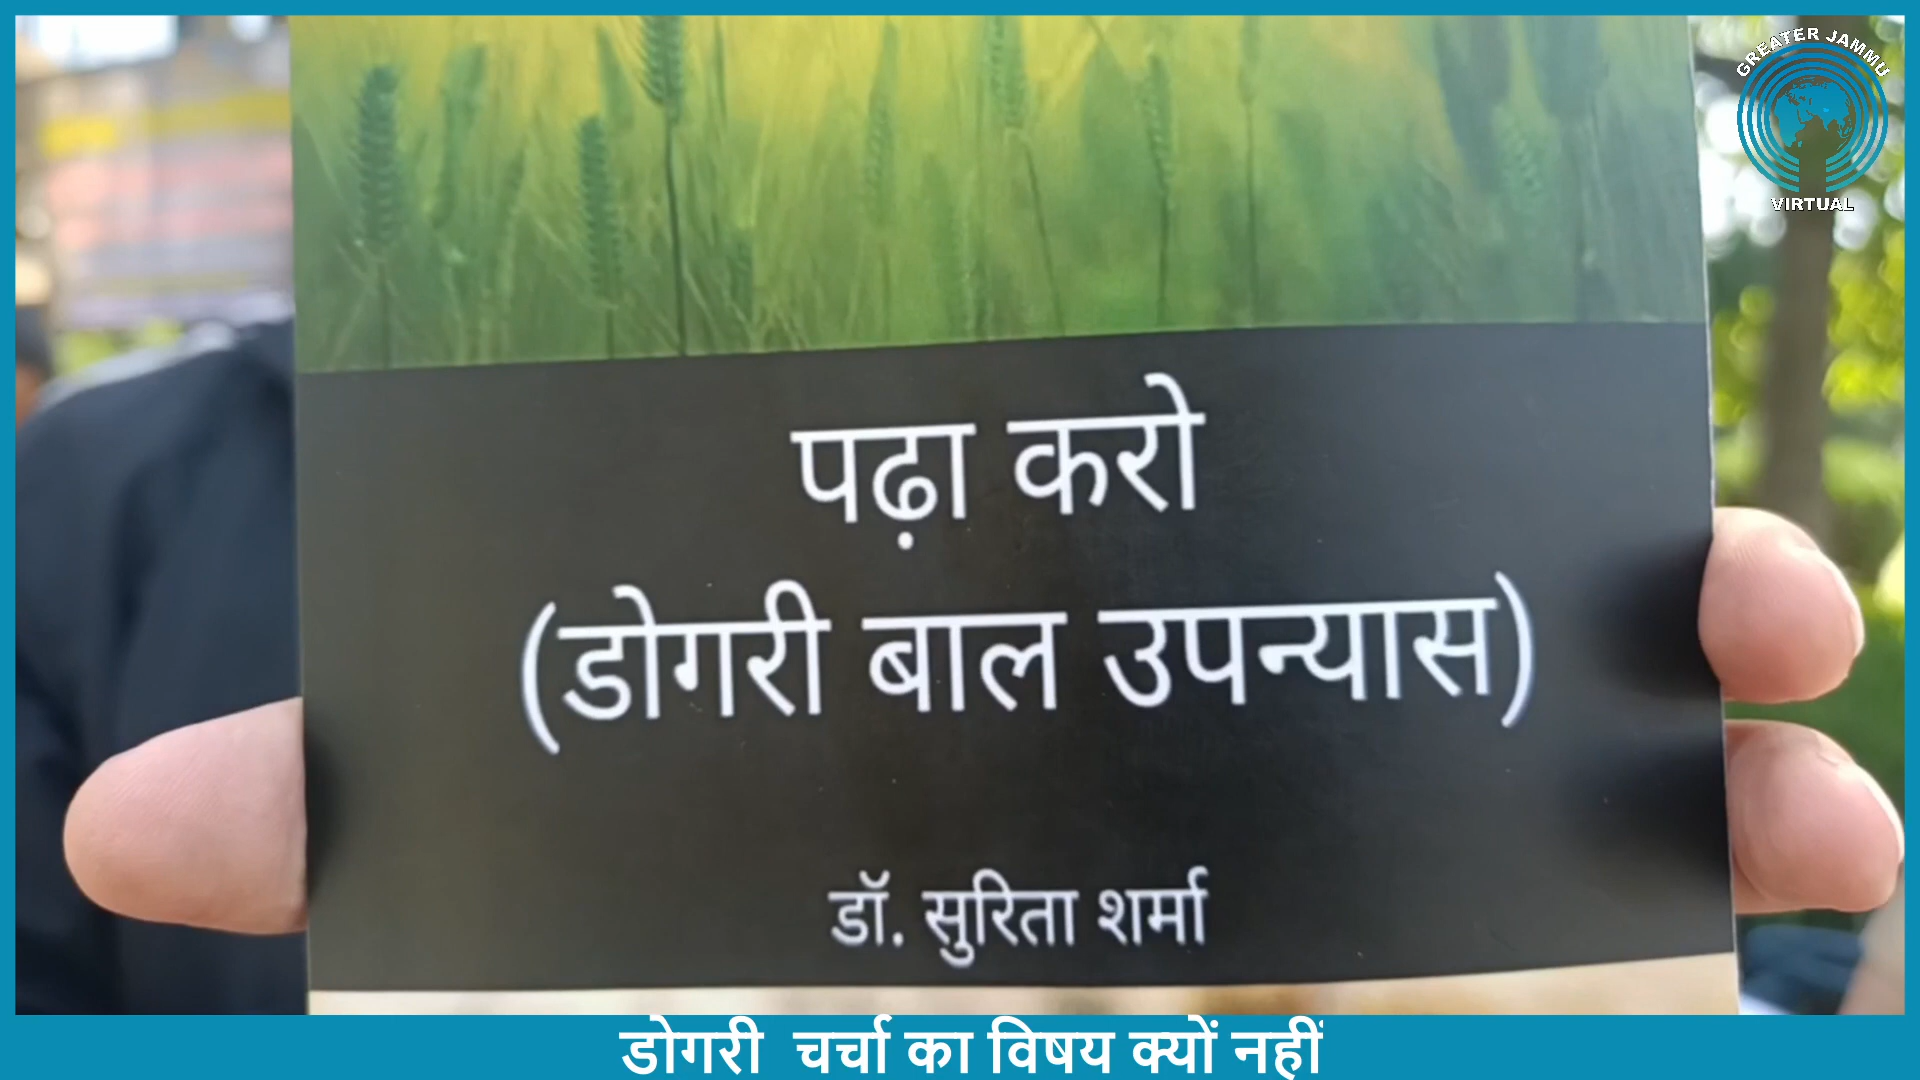 GREATER JAMMU
VIRTUAL
पढ़ा करो
(डोगरी बाल उपन्यास)
डॉ. सुरिता शर्मा
डोगरी चर्चा का विषय क्यों नहीं